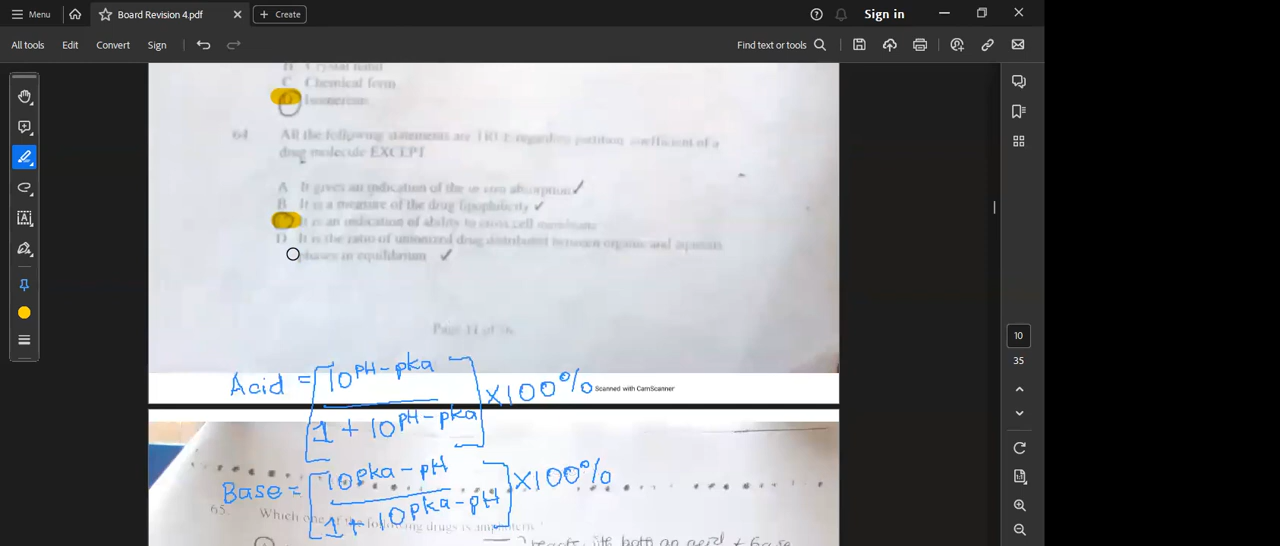 Menu
Board Revision 4.pdf
Create
Sign in
All tools Edit Convert Sign
Find text or tools
C Chemical form
Isomerism
64 All the following statements are TRUE regarding partition coefficient of a
drug molecule EXCEPT
A It gives an indication of the absorption
B It is a measure of the drug lipophilicity
It is an indication of ability to cross cell membrane
D It is the ratio of unionized drug distributed between organic and aqueous
phases in equilibrium
Acid = [10^pH-pka / 1 + 10^pH-pka] ×100%
Scanned with CamScanner
Base = [10^pka-pH / 1 + 10^pka-pH] ×100%
65. Which one of the following drugs is
both an acid + base
10
35